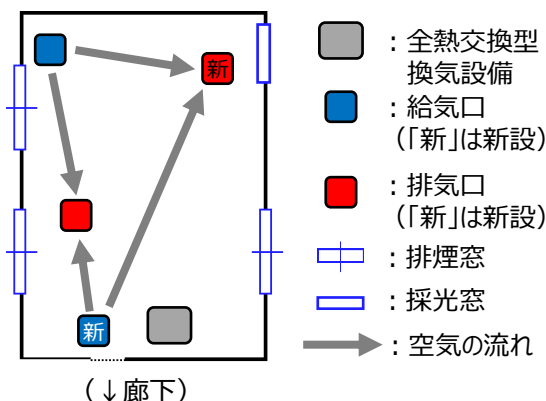 新
新
：全熱交換型
換気設備
：給気口
（「新」は新設）
：排気口
（「新」は新設）
：排煙窓
：採光窓
：空気の流れ
（↓廊下）